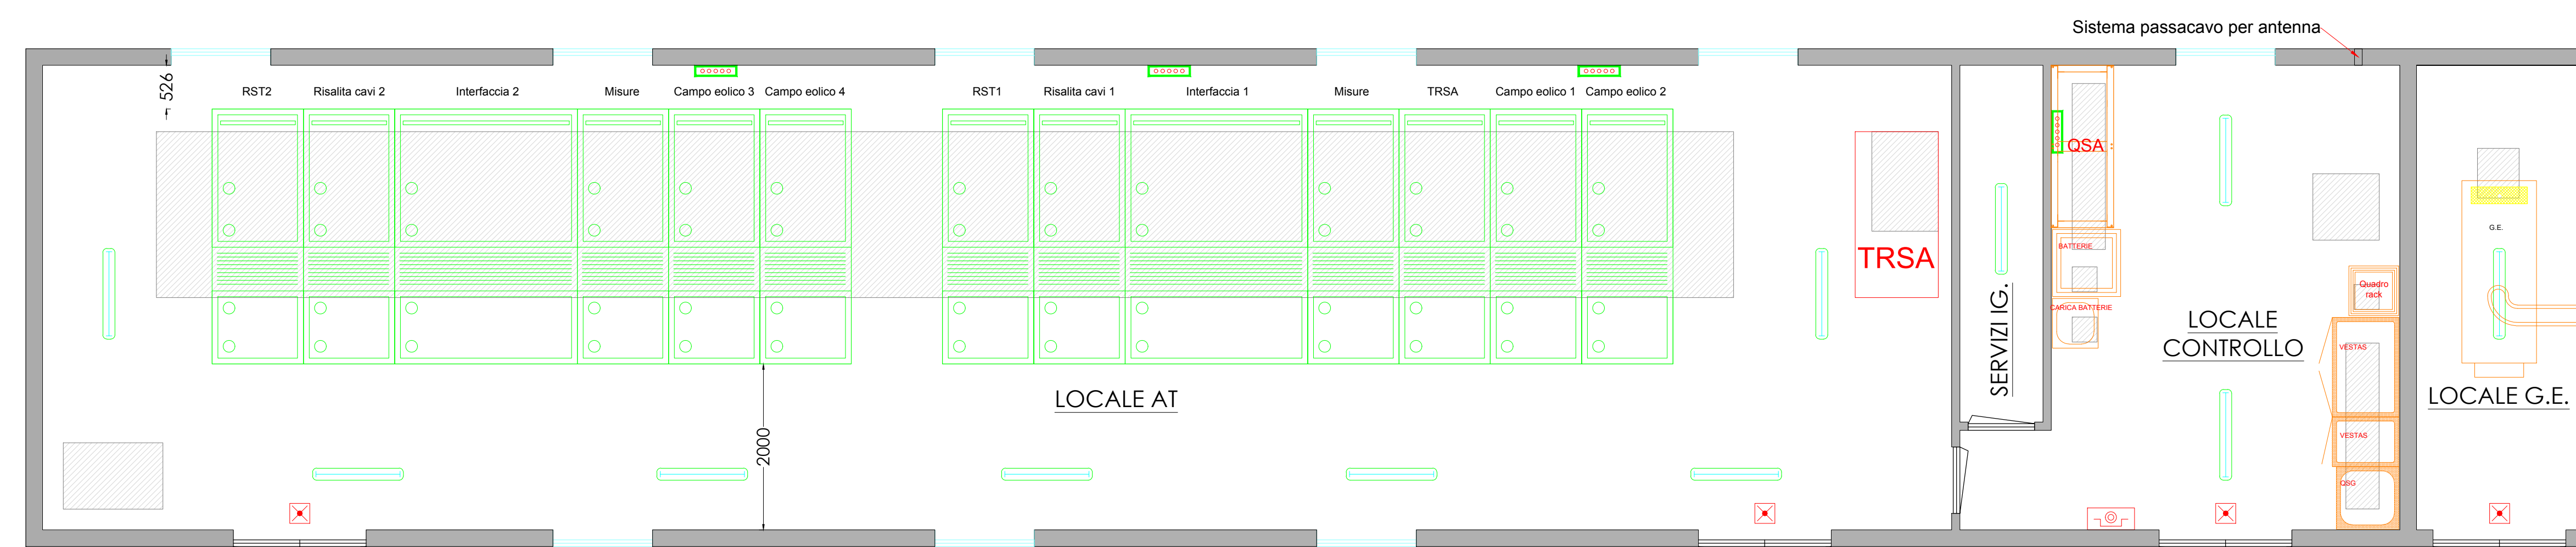 Sistema passacavo per antenna
526
RST2
Risalita cavi 2
Interfaccia 2
Misure
Campo eolico 3
Campo eolico 4
RST1
Risalita cavi 1
Interfaccia 1
Misure
TRSA
Campo eolico 1
Campo eolico 2
QSA
G.E.
TRSA
BATTERIE
Quadro
rack
CARICA BATTERIE
SERVIZI IG.
LOCALE
CONTROLLO
VESTAS
LOCALE AT
LOCALE G.E.
2000
VESTAS
QSG